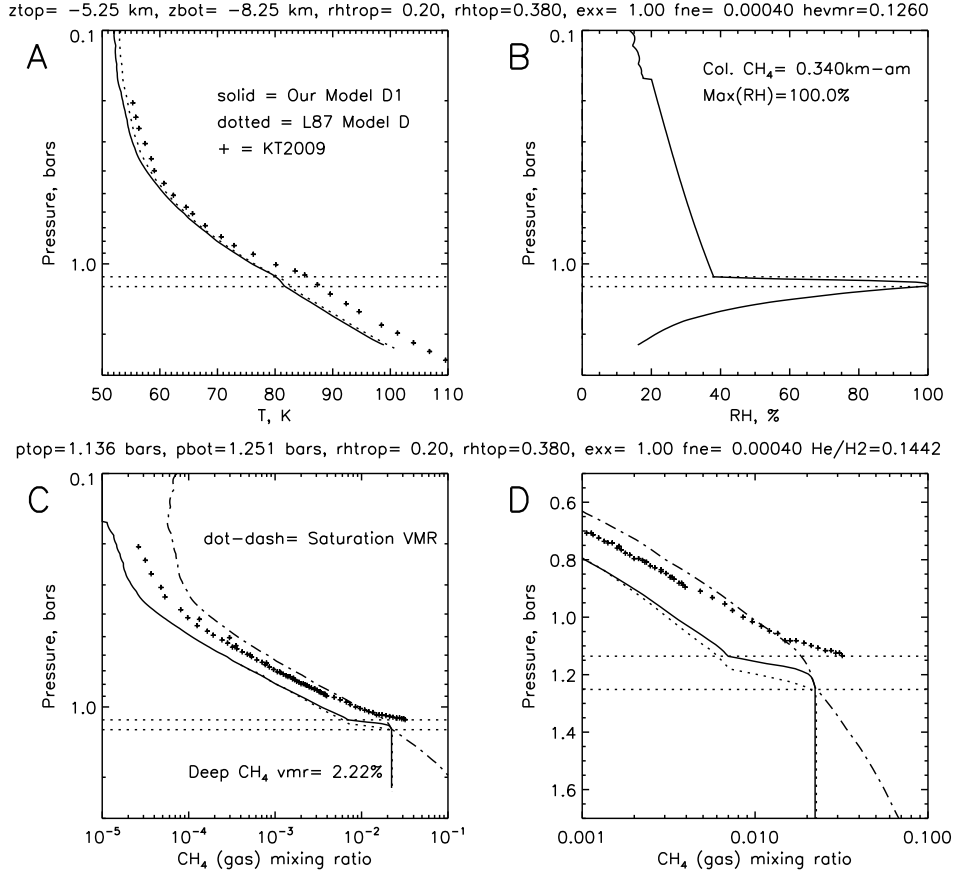 ztop= −5.25 km, zbot= −8.25 km, rhtrop= 0.20, rhtop=0.380, exx= 1.00 fne= 0.00040 hevmr=0.1260
A
0.1
1.0
Pressure, bars
solid = Our Model D1
dotted = L87 Model D
+ = KT2009
50 60 70 80 90 100 110
T, K
B
0.1
1.0
Pressure, bars
Col. CH₄= 0.340km−am
Max(RH)=100.0%
0 20 40 60 80 100
RH, %
ptop=1.136 bars, pbot=1.251 bars, rhtrop= 0.20, rhtop=0.380, exx= 1.00 fne= 0.00040 He/H2=0.1442
C
0.1
1.0
Pressure, bars
dot−dash= Saturation VMR
Deep CH₄ vmr= 2.22%
10⁻⁵ 10⁻⁴ 10⁻³ 10⁻² 10⁻¹
CH₄ (gas) mixing ratio
D
0.6
0.8
1.0
1.2
1.4
1.6
Pressure, bars
0.001 0.010 0.100
CH₄ (gas) mixing ratio